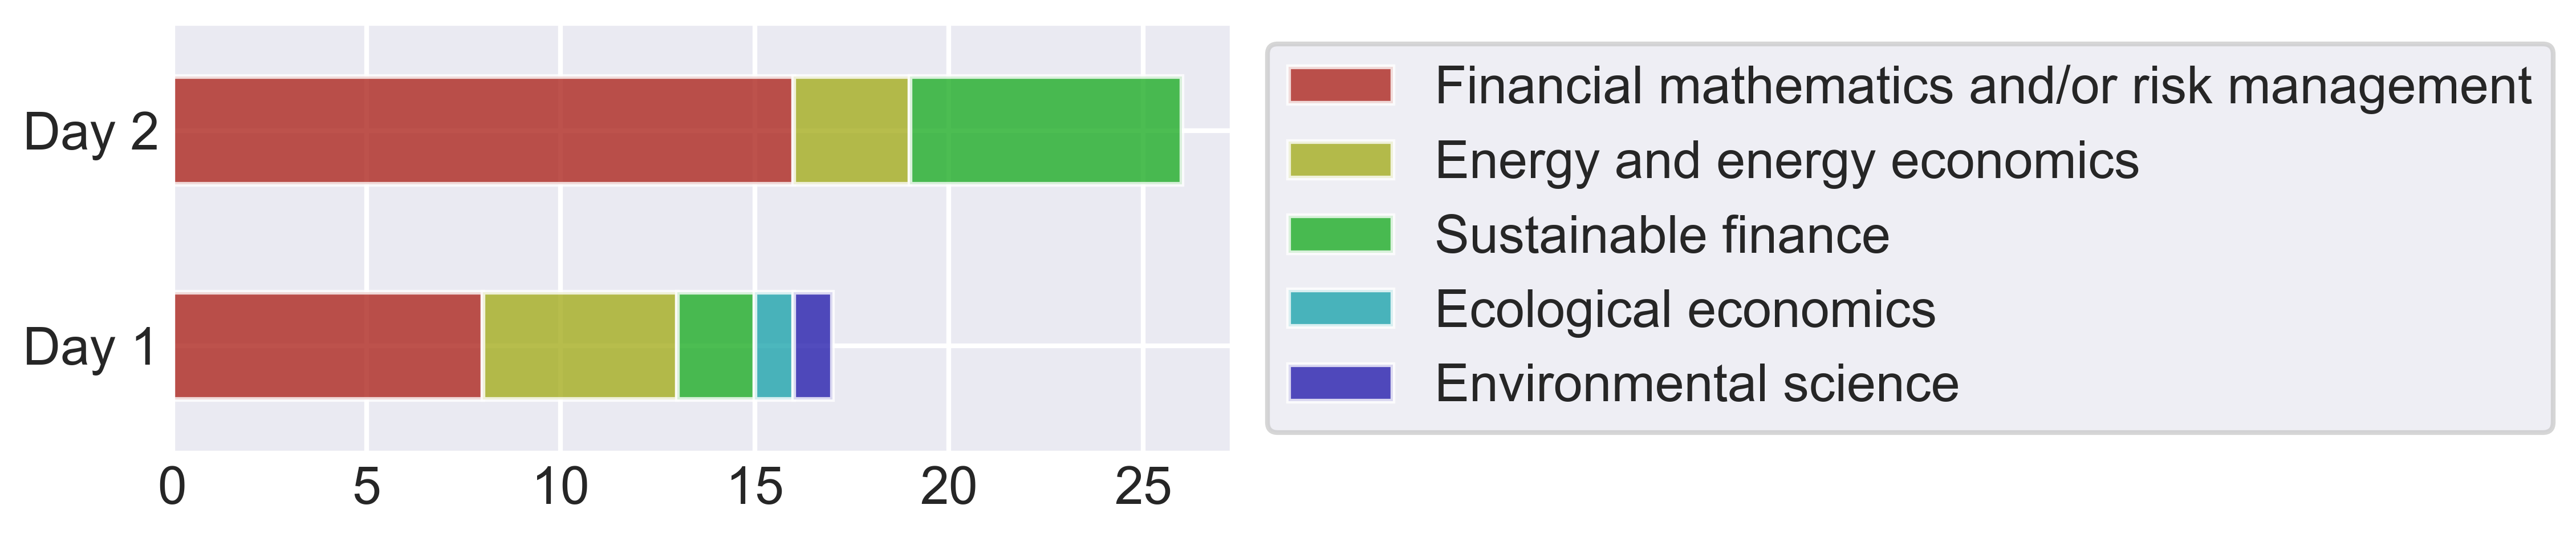 Day 2
Day 1
0 5 10 15 20 25
Financial mathematics and/or risk management
Energy and energy economics
Sustainable finance
Ecological economics
Environmental science